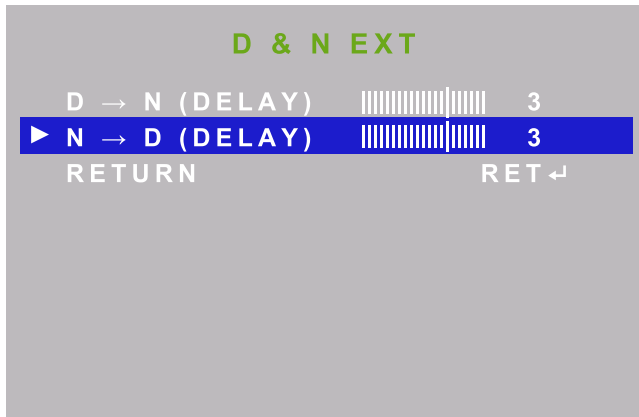 D & N EXT
D → N (DELAY) 3
N → D (DELAY) 3
RETURN RET↵